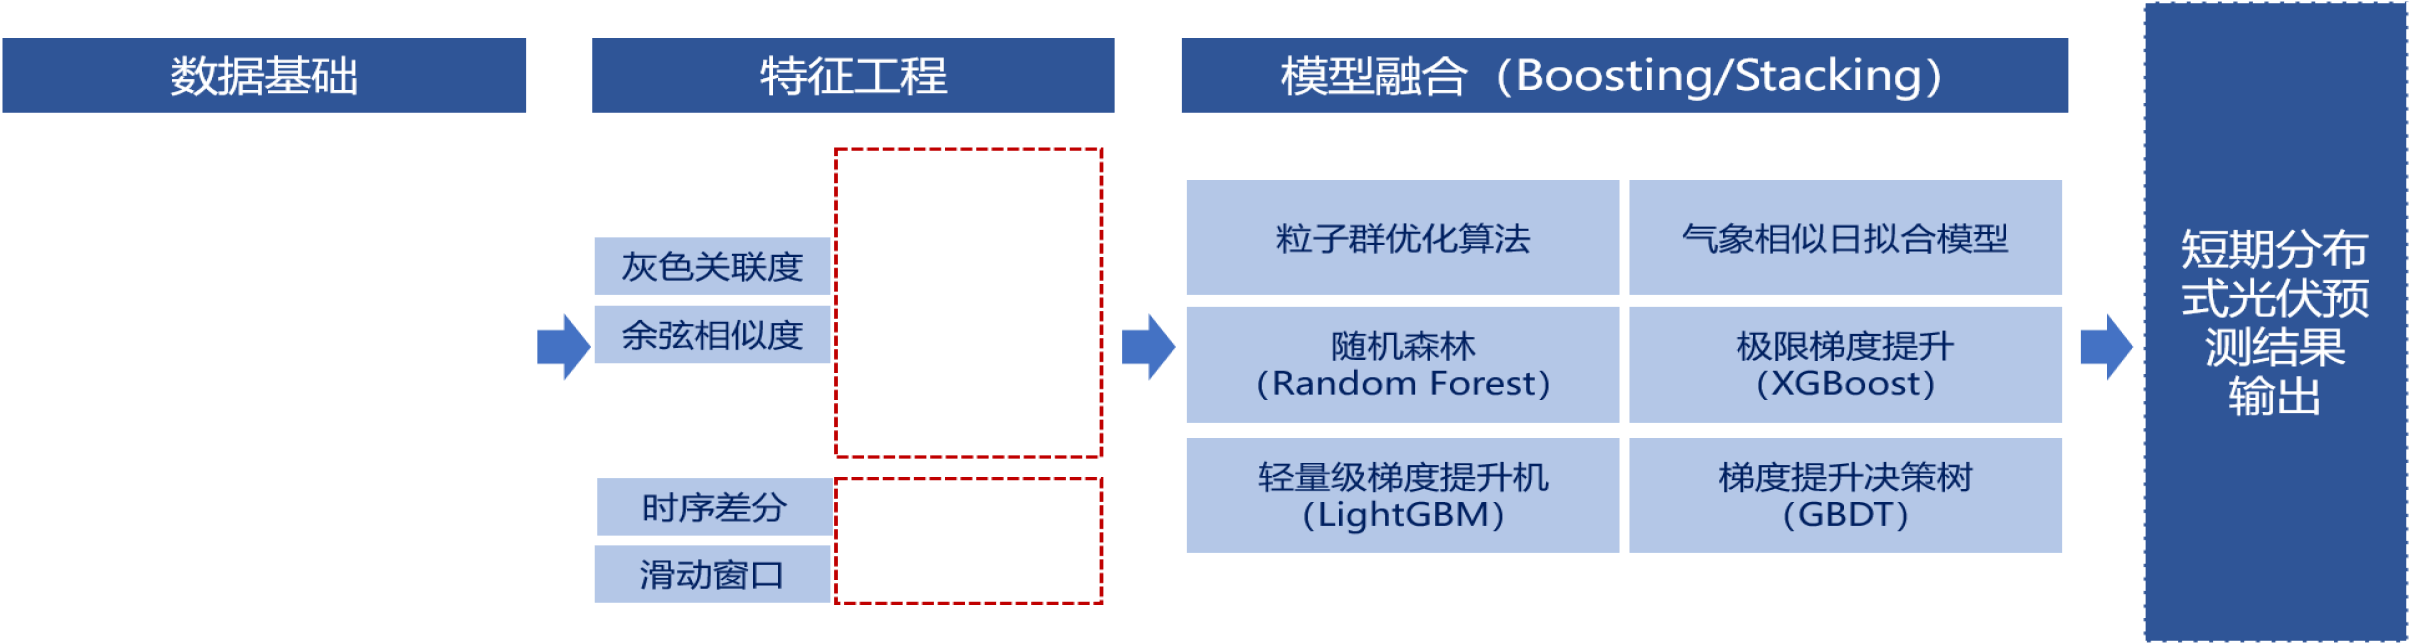 数据基础
特征工程
灰色关联度
余弦相似度
时序差分
滑动窗口
模型融合（Boosting/Stacking）
粒子群优化算法
气象相似日拟合模型
随机森林
（Random Forest）
极限梯度提升
（XGBoost）
轻量级梯度提升机
（LightGBM）
梯度提升决策树
（GBDT）
短期分布
式光伏预
测结果
输出